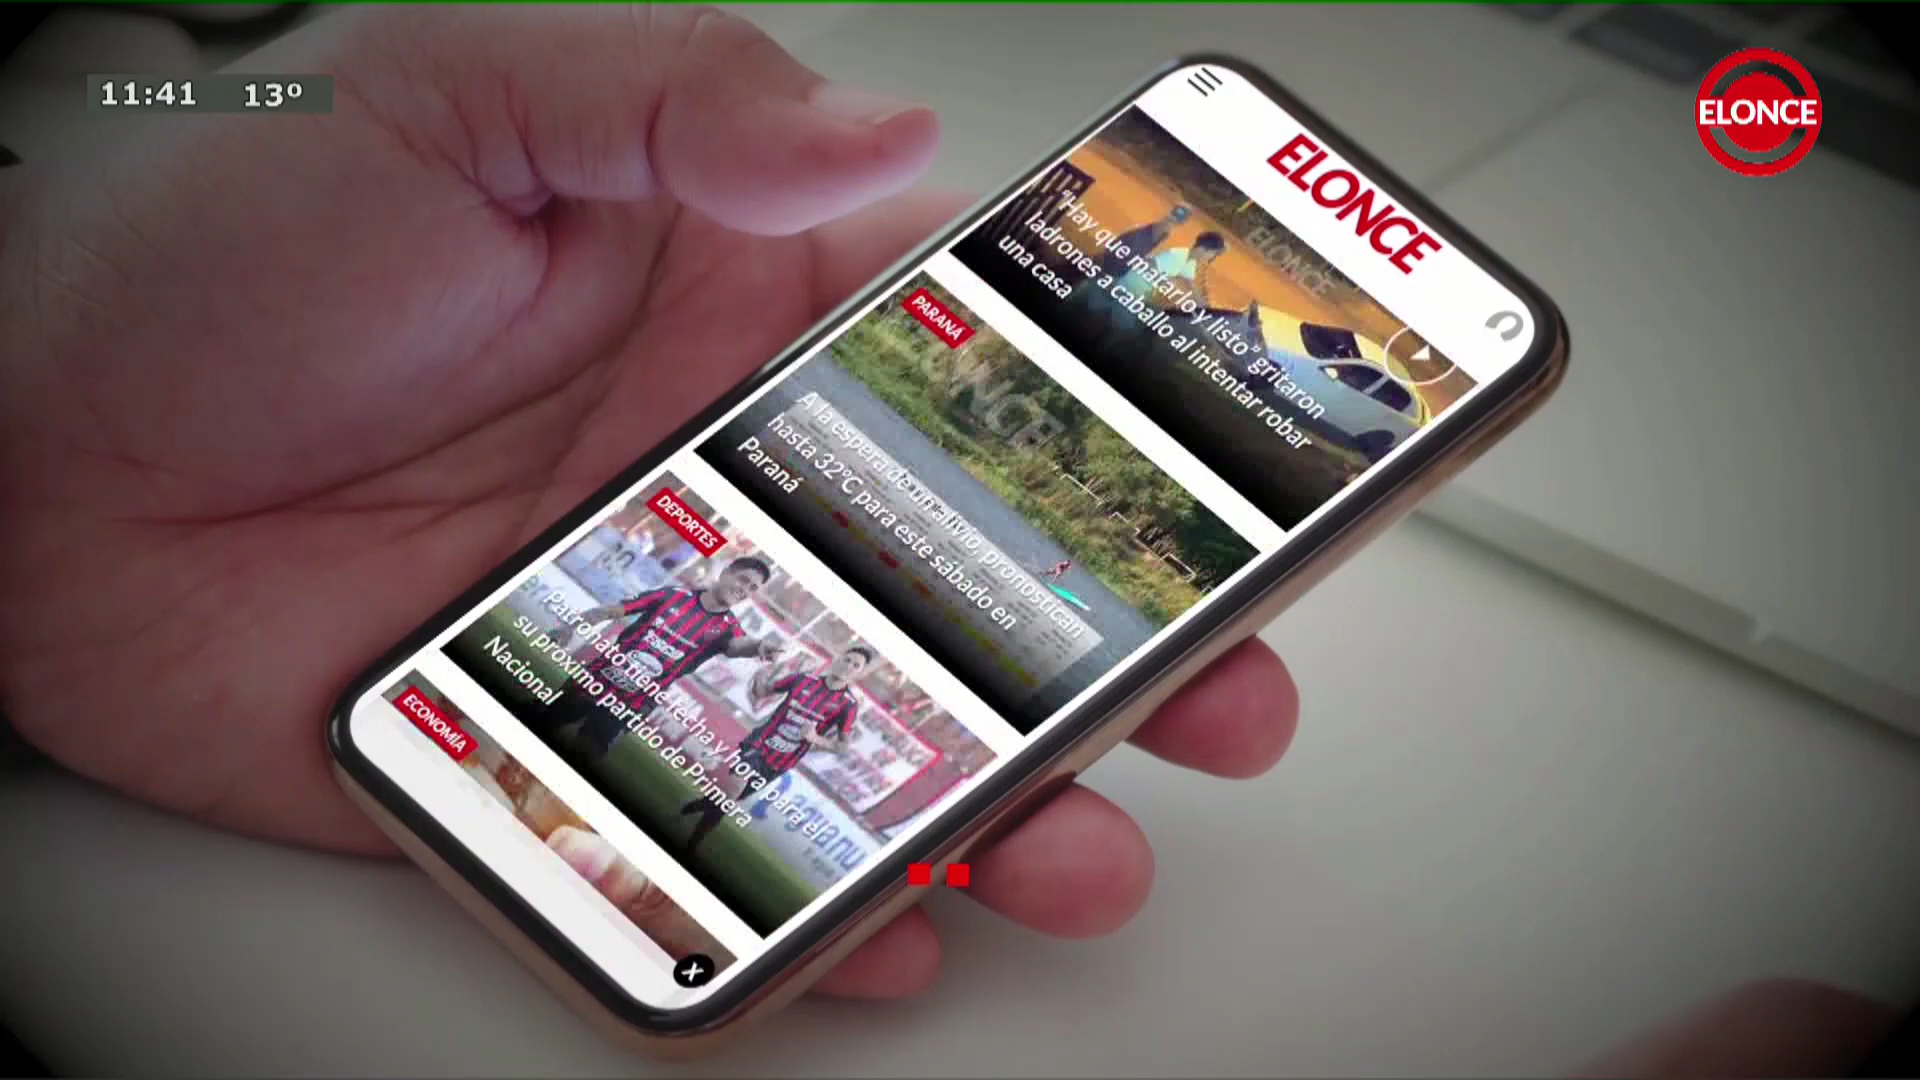 11:41 13º
ELONCE
ELONCE
"Hay que matarlo y listo" gritaron
ladrones a caballo al intentar robar
una casa
ELONCE
PARANÁ
A la espera de un alivio, pronostican
hasta 32°C para este sábado en
Paraná
DEPORTES
Patronato tiene fecha y hora para el
su próximo partido de Primera
Nacional
ECONOMÍA
X